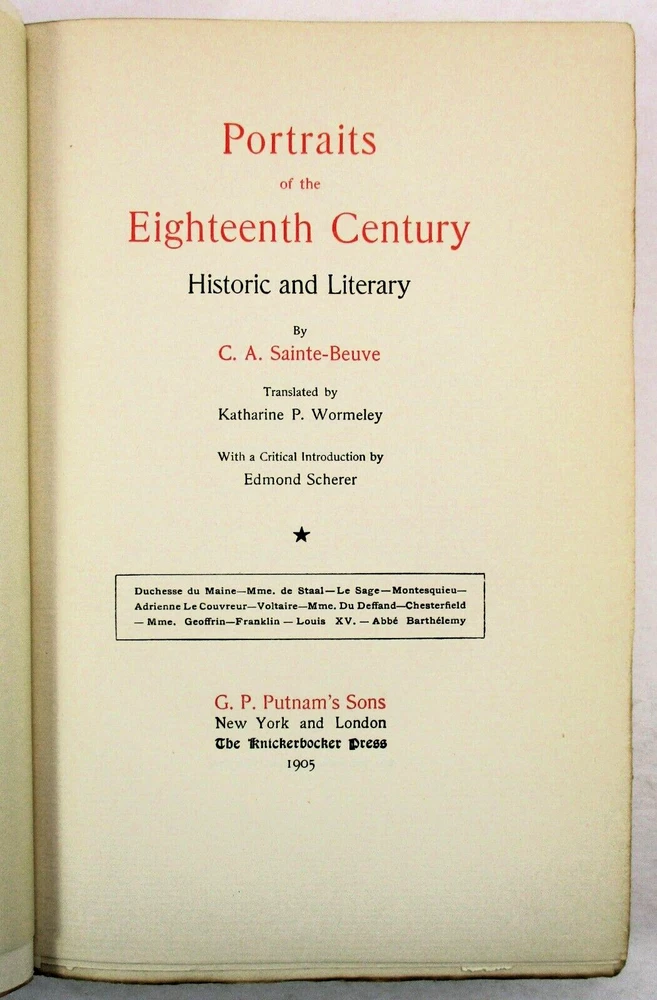 Portraits
of the
Eighteenth Century
Historic and Literary
By
C. A. Sainte-Beuve
Translated by
Katharine P. Wormeley
With a Critical Introduction by
Edmond Scherer
★
Duchesse du Maine—Mme. de Staal—Le Sage—Montesquieu—
Adrienne Le Couvreur—Voltaire—Mme. Du Deffand—Chesterfield
— Mme. Geoffrin—Franklin — Louis XV. — Abbé Barthélemy
G. P. Putnam's Sons
New York and London
The Knickerbocker Press
1905